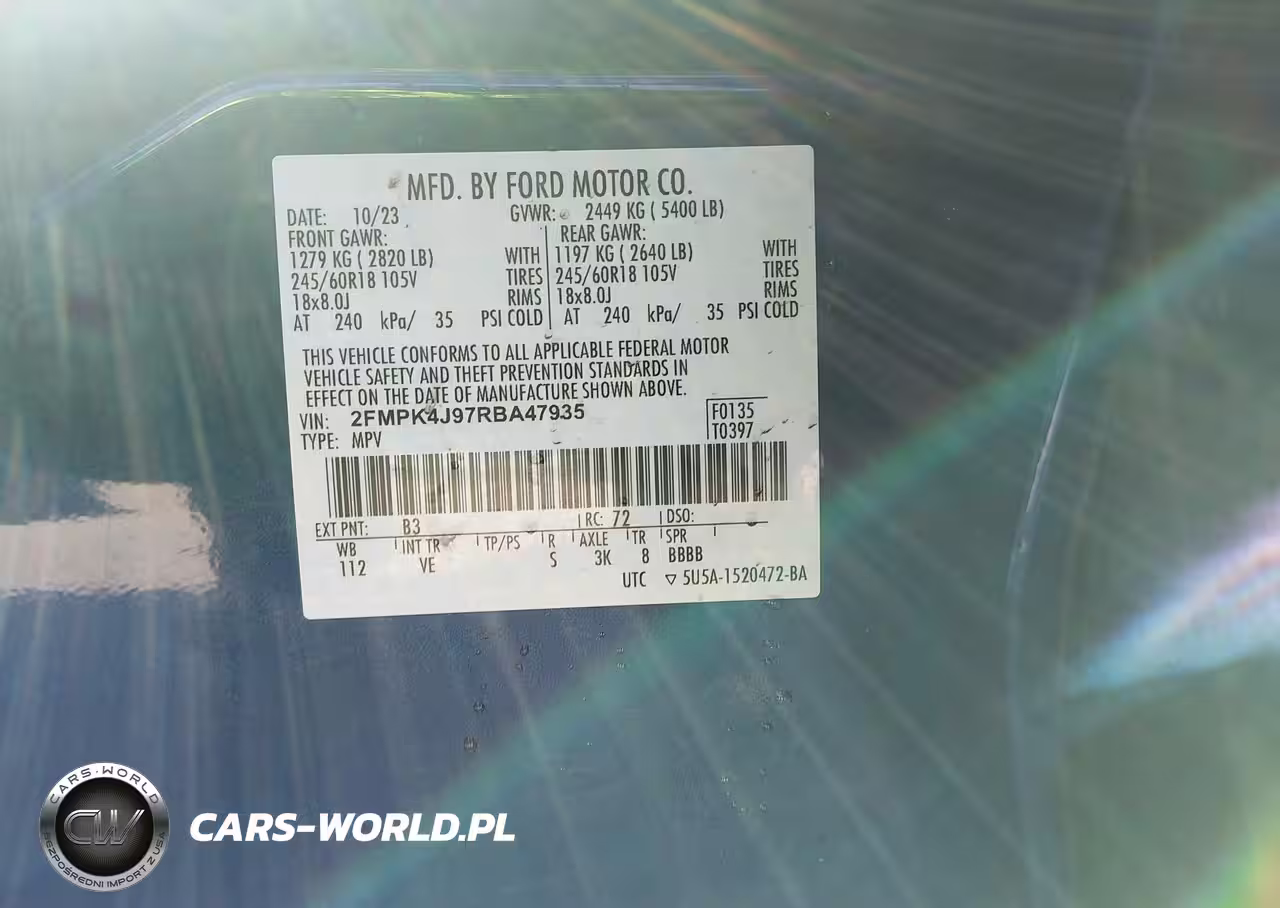 MFD. BY FORD MOTOR CO.
DATE: 10/23 GVWR: 2449 KG ( 5400 LB)
FRONT GAWR: REAR GAWR:
1279 KG ( 2820 LB) WITH 1197 KG ( 2640 LB) WITH
245/60R18 105V TIRES 245/60R18 105V TIRES
18x8.0J RIMS 18x8.0J RIMS
AT 240 kPa/ 35 PSI COLD AT 240 kPa/ 35 PSI COLD
THIS VEHICLE CONFORMS TO ALL APPLICABLE FEDERAL MOTOR
VEHICLE SAFETY AND THEFT PREVENTION STANDARDS IN
EFFECT ON THE DATE OF MANUFACTURE SHOWN ABOVE.
VIN: 2FMPK4J97RBA47935 F0135
TYPE: MPV T0397
EXT PNT: B3 RC: 72 DSO:
WB INT TR TP/PS R AXLE TR SPR
112 VE S 3K 8 BBBB
UTC ▽ 5U5A-1520472-BA
CARS-WORLD
CW
BEZPOŚREDNI IMPORT Z USA
CARS-WORLD.PL